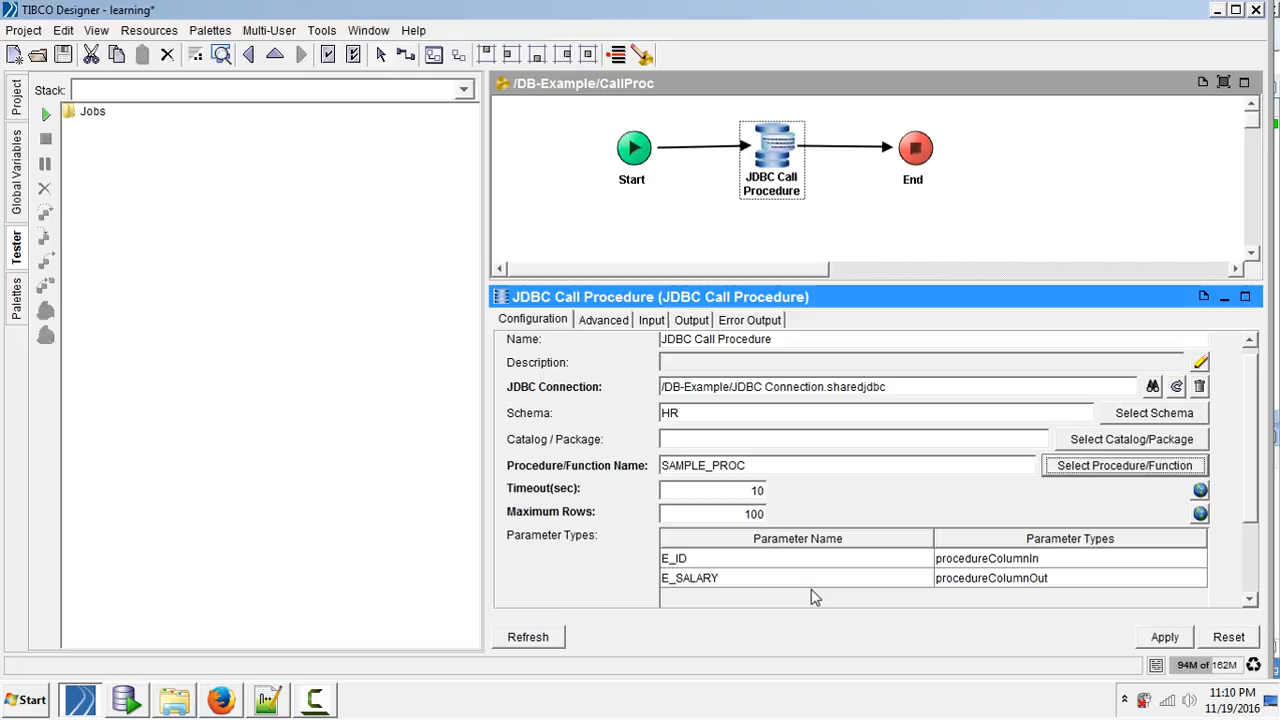 TIBCO Designer - learning*
Project Edit View Resources Palettes Multi-User Tools Window Help
Project
Global Variables
Tester
Palettes
Stack:
Jobs
/DB-Example/CallProc
Start
JDBC Call
Procedure
End
JDBC Call Procedure (JDBC Call Procedure)
Configuration Advanced Input Output Error Output
Name: JDBC Call Procedure
Description:
JDBC Connection: /DB-Example/JDBC Connection.sharedjdbc
Schema: HR Select Schema
Catalog / Package: Select Catalog/Package
Procedure/Function Name: SAMPLE_PROC Select Procedure/Function
Timeout(sec): 10
Maximum Rows: 100
Parameter Types: Parameter Name Parameter Types
E_ID procedureColumnIn
E_SALARY procedureColumnOut
Refresh Apply Reset
94M of 162M
Start 11:10 PM
11/19/2016